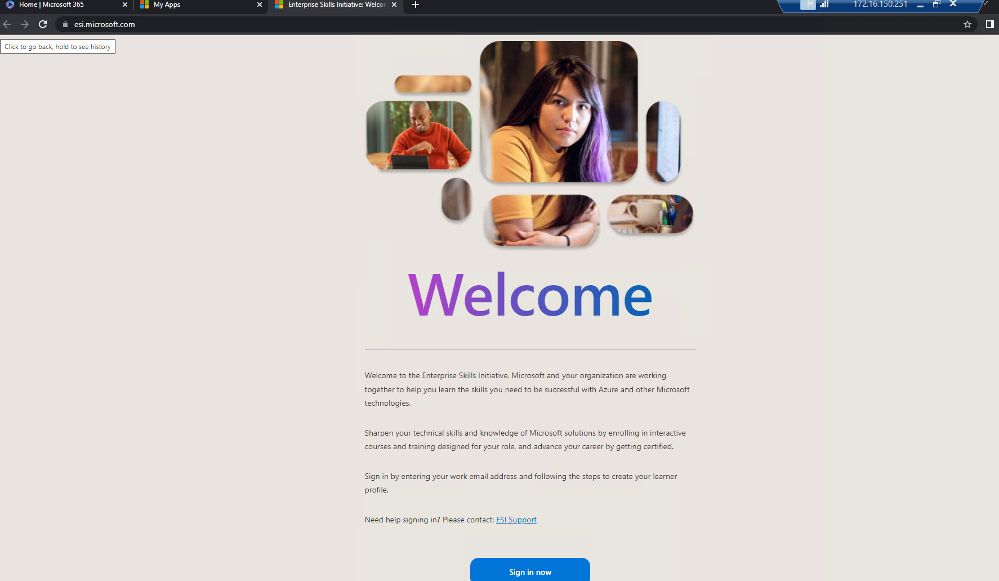 Home | Microsoft 365
My Apps
Enterprise Skills Initiative: Welcom
172.16.150.251
esi.microsoft.com
Click to go back, hold to see history
Welcome
Welcome to the Enterprise Skills Initiative. Microsoft and your organization are working
together to help you learn the skills you need to be successful with Azure and other Microsoft
technologies.
Sharpen your technical skills and knowledge of Microsoft solutions by enrolling in interactive
courses and training designed for your role, and advance your career by getting certified.
Sign in by entering your work email address and following the steps to create your learner
profile.
Need help signing in? Please contact: ESI Support
Sign in now